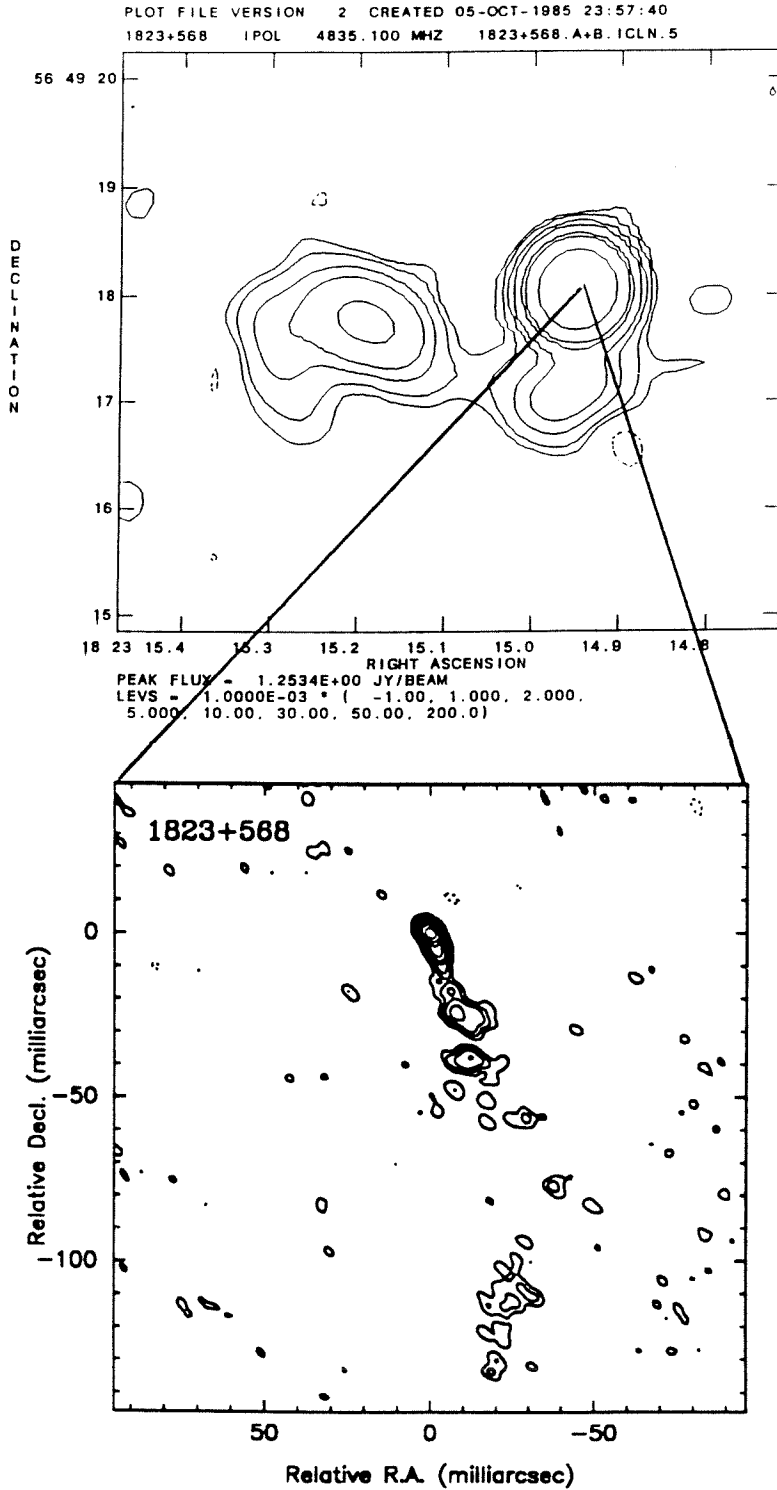 PLOT FILE VERSION 2 CREATED 05-OCT-1985 23:57:40
1823+568 IPOL 4835.100 MHZ 1823+568.A+B.ICLN.5
56 49 20
19
18
17
16
15
DECLINATION
18 23 15.4 15.3 15.2 15.1 15.0 14.9 14.8
RIGHT ASCENSION
PEAK FLUX = 1.2534E+00 JY/BEAM
LEVS = 1.0000E-03 * ( -1.00, 1.000, 2.000,
5.000, 10.00, 30.00, 50.00, 200.0)
1823+568
0
-50
-100
Relative Decl. (milliarcsec)
50 0 -50
Relative R.A. (milliarcsec)